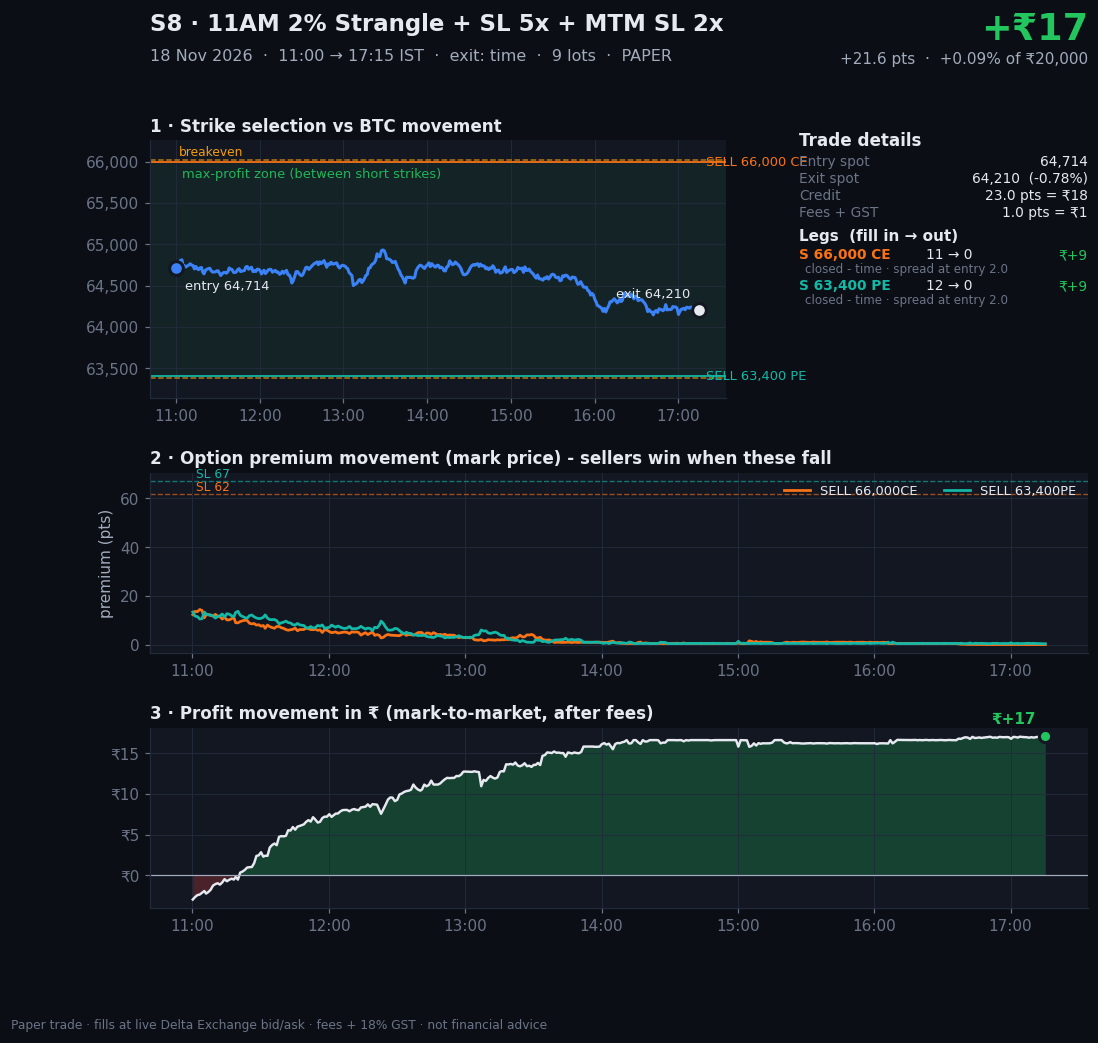 S8 · 11AM 2% Strangle + SL 5x + MTM SL 2x
+₹17
18 Nov 2026 · 11:00 → 17:15 IST · exit: time · 9 lots · PAPER
+21.6 pts · +0.09% of ₹20,000
1 · Strike selection vs BTC movement
breakeven
max-profit zone (between short strikes)
SELL 66,000 CE
entry 64,714
exit 64,210
SELL 63,400 PE
66,000
65,500
65,000
64,500
64,000
63,500
11:00 12:00 13:00 14:00 15:00 16:00 17:00
Trade details
Entry spot 64,714
Exit spot 64,210 (-0.78%)
Credit 23.0 pts = ₹18
Fees + GST 1.0 pts = ₹1
Legs (fill in → out)
S 66,000 CE 11 → 0 ₹+9
closed - time · spread at entry 2.0
S 63,400 PE 12 → 0 ₹+9
closed - time · spread at entry 2.0
2 · Option premium movement (mark price) - sellers win when these fall
SL 67
SL 62
SELL 66,000CE SELL 63,400PE
premium (pts)
60
40
20
0
11:00 12:00 13:00 14:00 15:00 16:00 17:00
3 · Profit movement in ₹ (mark-to-market, after fees)
₹+17
₹15
₹10
₹5
₹0
11:00 12:00 13:00 14:00 15:00 16:00 17:00
Paper trade · fills at live Delta Exchange bid/ask · fees + 18% GST · not financial advice